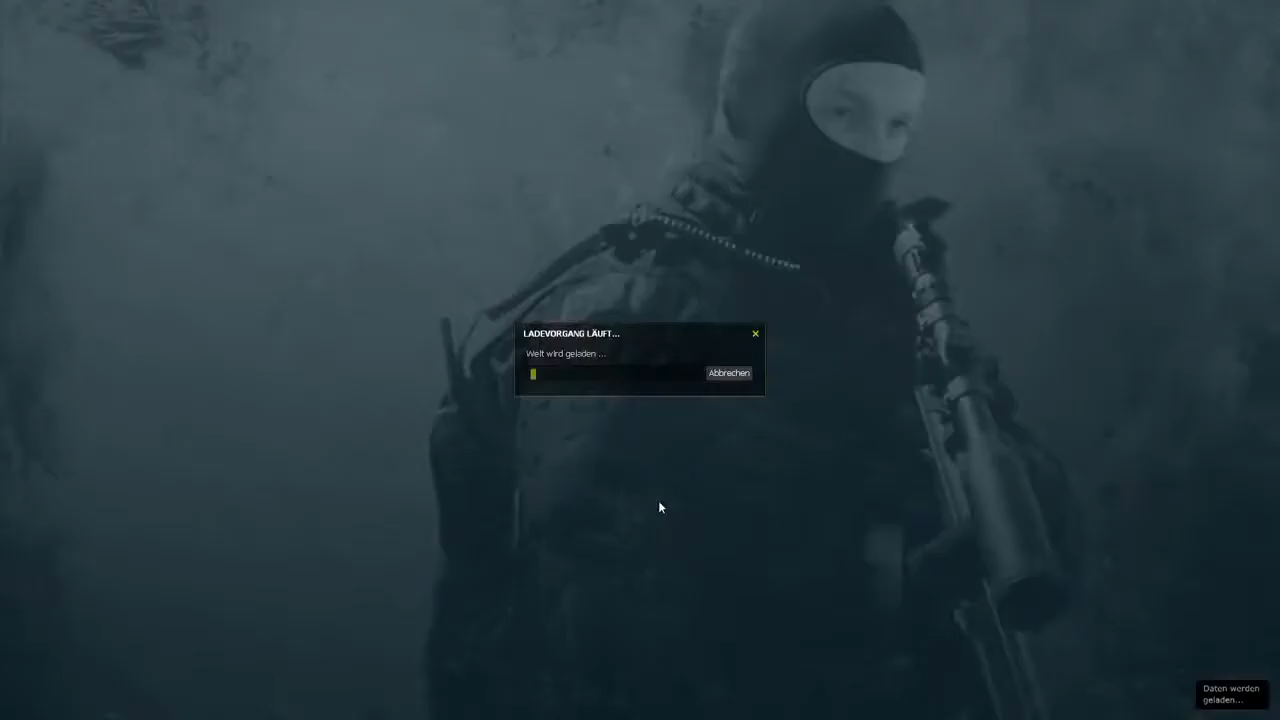 LADEVORGANG LÄUFT...
Welt wird geladen ...
Abbrechen
Daten werden
geladen...